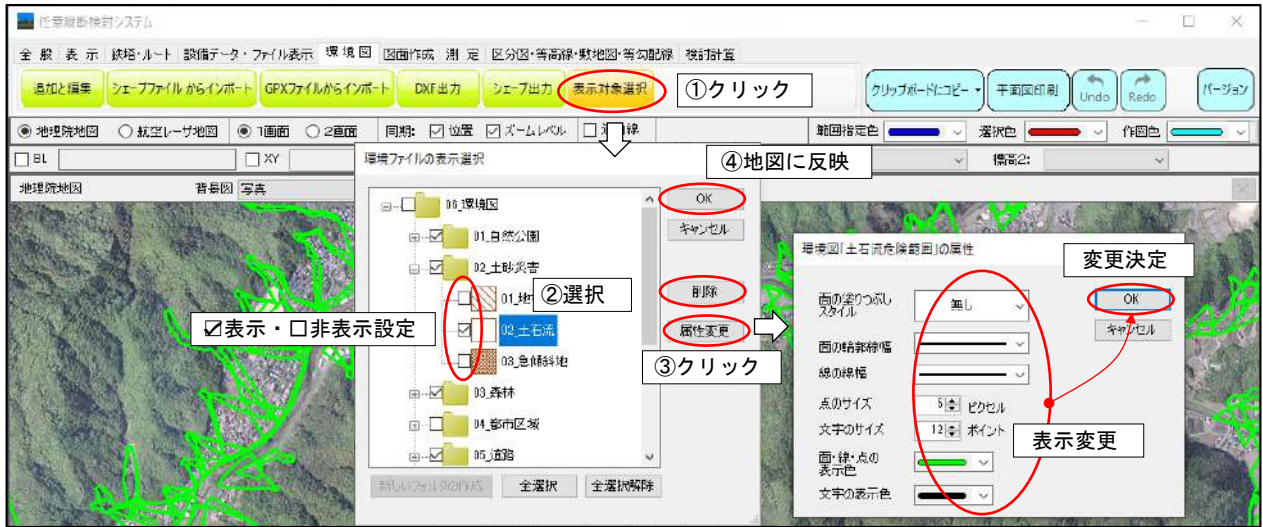 任意縦断検討システム
全 般 表 示 鉄塔・ルート 設備データ・ファイル表示 環 境 図 図面作成 測 定 区分図・等高線・敷地図・等勾配線 検討計算
追加と編集 シェープファイルからインポート GPXファイルからインポート DXF出力 シェープ出力 表示対象選択 ①クリック クリップボードにコピー 平面図印刷 Undo Redo バージョン
地理院地図 航空レーザ地図 1画面 2画面 同期: 位置 ズームレベル 範囲指定色 選択色 作図色
BL XY 環境ファイルの表示選択 ④地図に反映 標高2:
地理院地図 背景図 写真
06_環境図 OK
01_自然公園 キャンセル
02_土砂災害
環境図「土石流危険範囲」の属性 変更決定
01_地 ②選択 削除 面の塗りつぶし
スタイル 無し OK
☑表示・☐非表示設定 02_土石流 属性変更 キャンセル
面の輪郭線幅
03_急傾斜地 ③クリック 線の線幅
03_森林 点のサイズ 5 ピクセル
04_都市区域 文字のサイズ 12 ポイント 表示変更
05_道路 面・線・点の
表示色
新しいフォルダの作成 全選択 全選択解除 文字の表示色